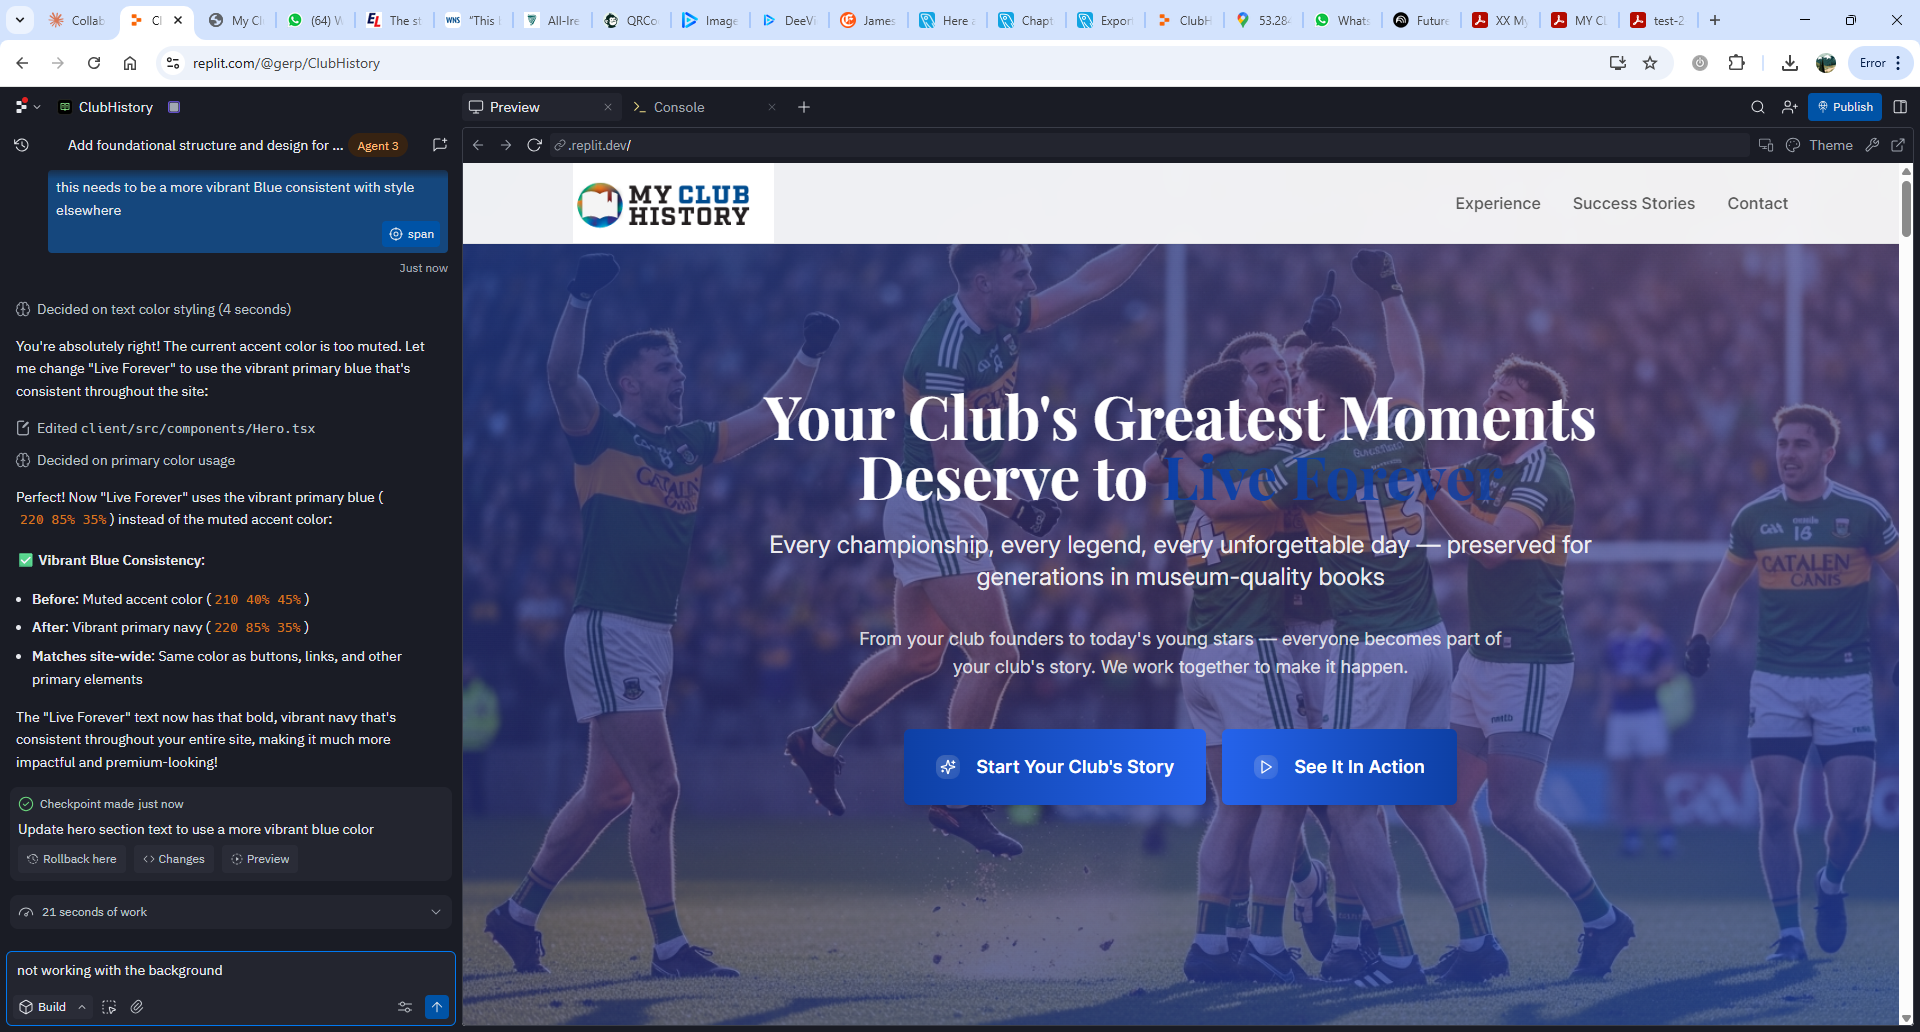 Collab
Cl
My Cl
(64) W
The st
"This I
All-Ire
QRCo
Image
DeeVi
James
Here a
Chapt
Expor
ClubH
53.284
Whats
Future
XX My
MY CL
test-2
replit.com/@gerp/ClubHistory
Error
ClubHistory
Preview
Console
Publish
Add foundational structure and design for ...
Agent 3
.replit.dev/
Theme
this needs to be a more vibrant Blue consistent with style
elsewhere
span
Just now
Decided on text color styling (4 seconds)
You're absolutely right! The current accent color is too muted. Let
me change "Live Forever" to use the vibrant primary blue that's
consistent throughout the site:
Edited client/src/components/Hero.tsx
Decided on primary color usage
Perfect! Now "Live Forever" uses the vibrant primary blue (
220 85% 35% ) instead of the muted accent color:
✅ Vibrant Blue Consistency:
• Before: Muted accent color ( 210 40% 45% )
• After: Vibrant primary navy ( 220 85% 35% )
• Matches site-wide: Same color as buttons, links, and other
primary elements
The "Live Forever" text now has that bold, vibrant navy that's
consistent throughout your entire site, making it much more
impactful and premium-looking!
Checkpoint made just now
Update hero section text to use a more vibrant blue color
Rollback here
Changes
Preview
21 seconds of work
not working with the background
Build
MY CLUB
HISTORY
Experience
Success Stories
Contact
Your Club's Greatest Moments
Deserve to Live Forever
Every championship, every legend, every unforgettable day — preserved for
generations in museum-quality books
From your club founders to today's young stars — everyone becomes part of
your club's story. We work together to make it happen.
Start Your Club's Story
See It In Action
CATALEN
CANIS